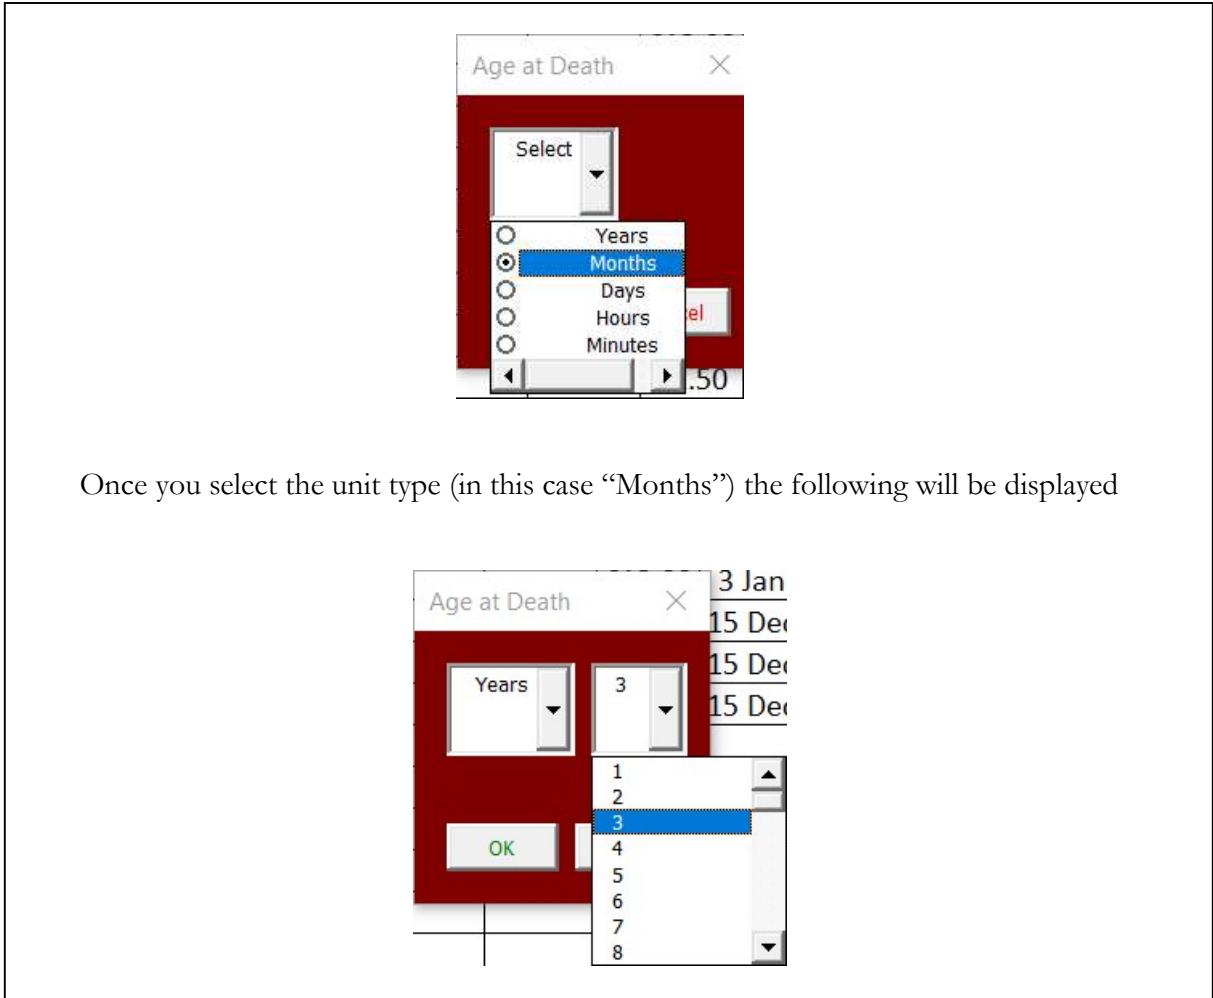 Age at Death
Select
Years
Months
Days
Hours
Minutes
el
.50
Once you select the unit type (in this case “Months”) the following will be displayed
3 Jan
Age at Death
15 Dec
15 Dec
Years 3
15 Dec
1
2
3
OK 4
5
6
7
8